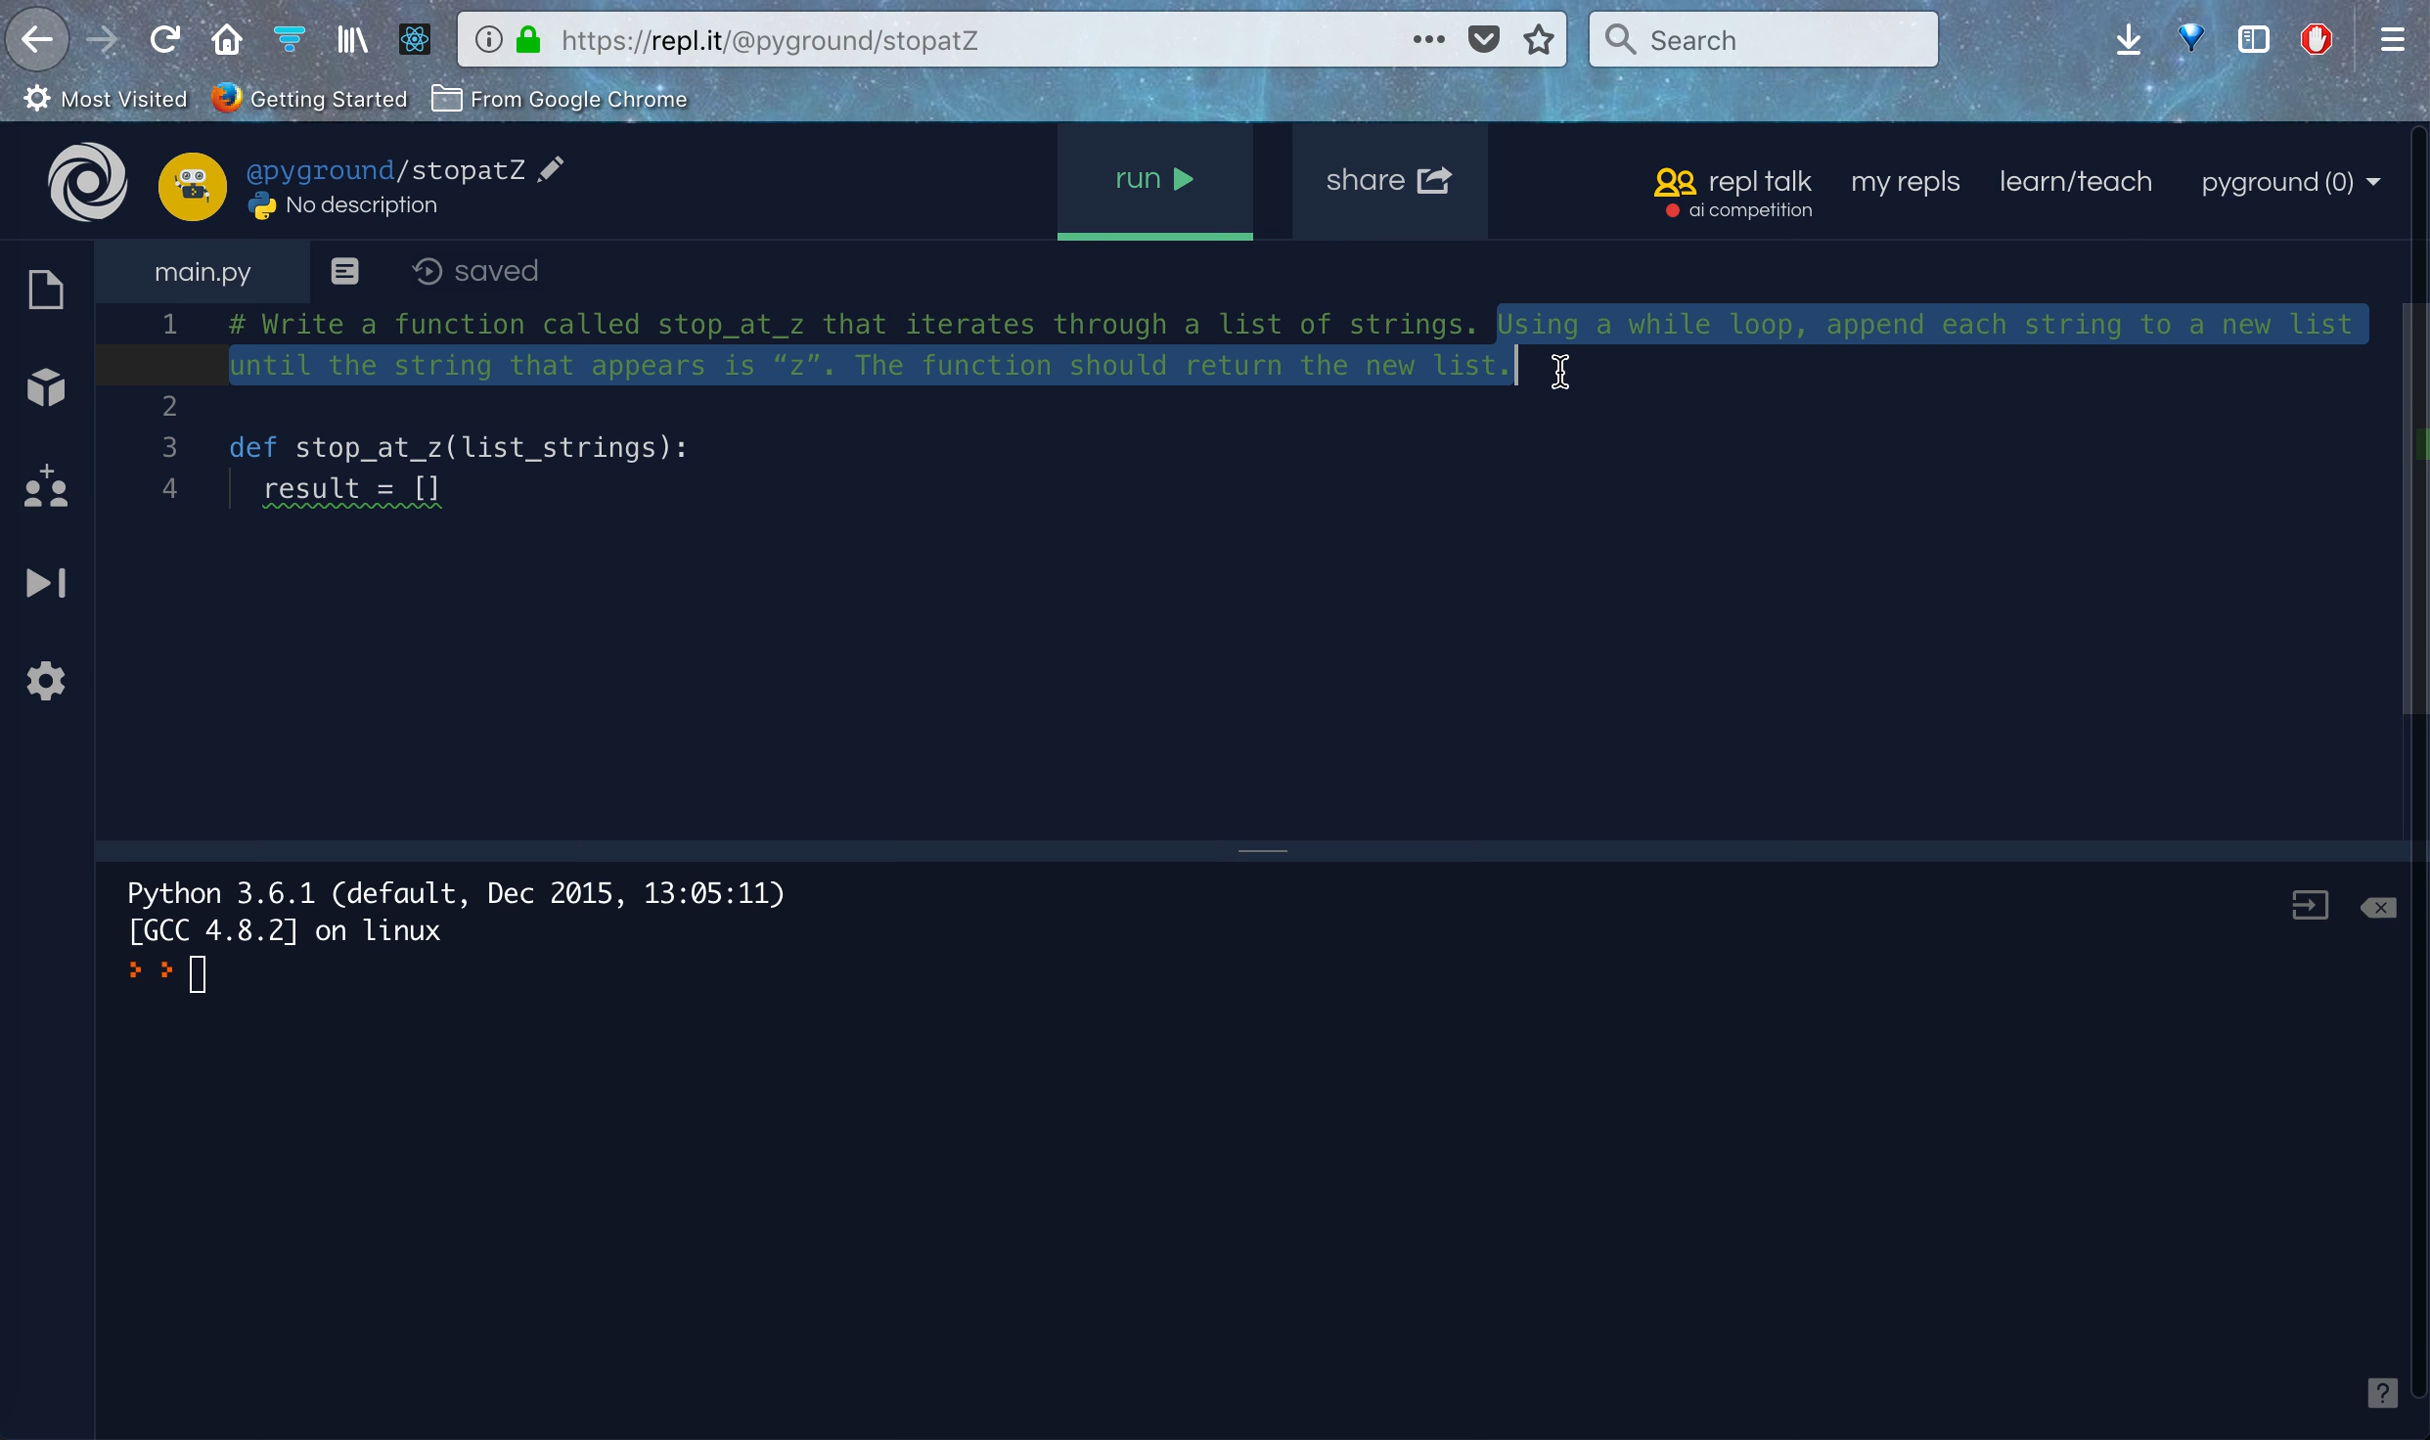 https://repl.it/@pyground/stopatZ
Search
Most Visited
Getting Started
From Google Chrome
@pyground/stopatZ
No description
run
share
repl talk
my repls
learn/teach
pyground (0)
ai competition
main.py
saved
1 # Write a function called stop_at_z that iterates through a list of strings. Using a while loop, append each string to a new list
until the string that appears is “z”. The function should return the new list.
2
3 def stop_at_z(list_strings):
4 result = []
Python 3.6.1 (default, Dec 2015, 13:05:11)
[GCC 4.8.2] on linux